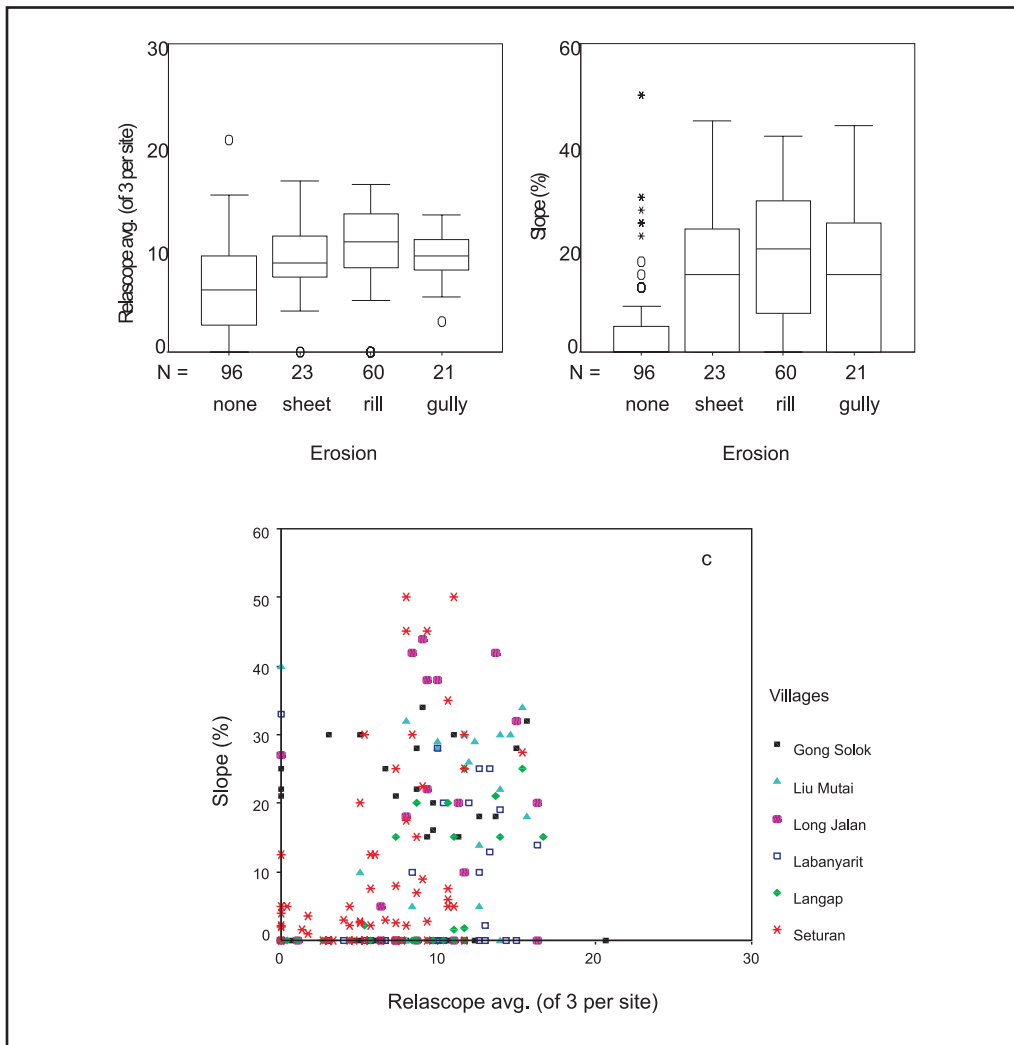 30
20
10
0
Relascope avg. (of 3 per site)
N = 96 23 60 21
none sheet rill gully
Erosion
60
40
20
0
Slope (%)
96 23 60 21
N =
none sheet rill gully
Erosion
60
50
40
30
20
10
0
Slope (%)
c
0 10 20 30
Relascope avg. (of 3 per site)
Villages
Gong Solok
Liu Mutai
Long Jalan
Labanyarit
Langap
Seturan